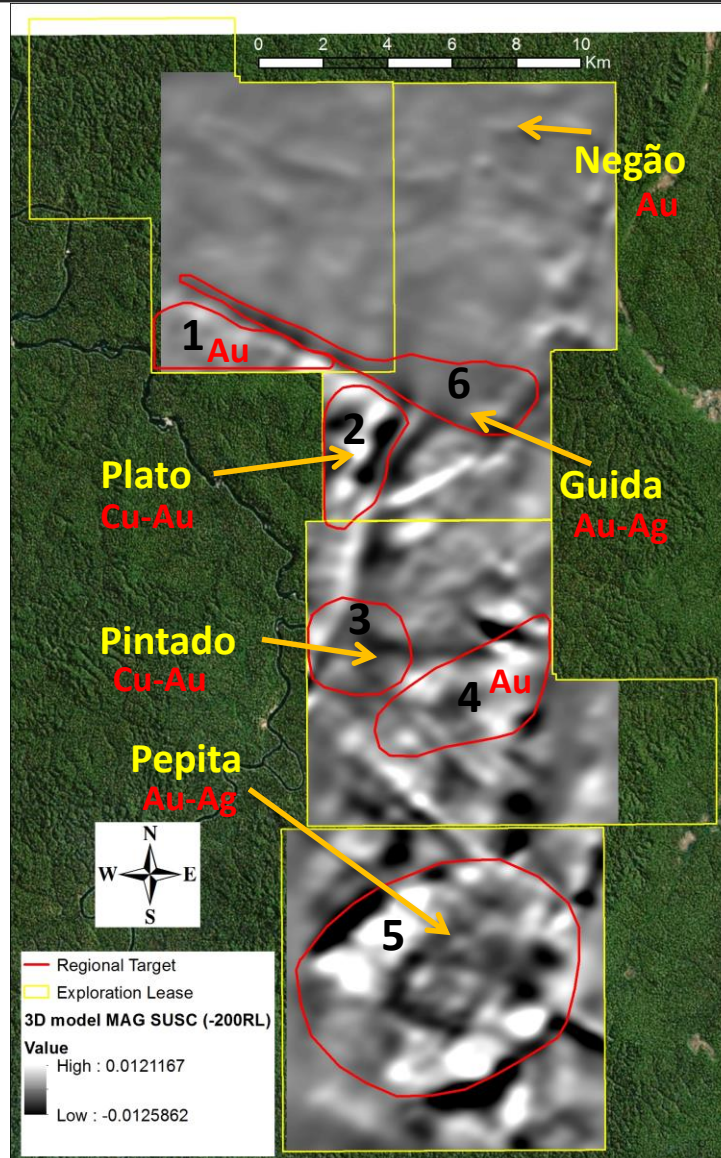 0 2 4 6 8 10
Km
Negão
Au
1 Au
6
2
Plato
Cu-Au
Guida
Au-Ag
3
Pintado
Cu-Au
Au
4
Pepita
Au-Ag
5
N
W E
S
Regional Target
Exploration Lease
3D model MAG SUSC (-200RL)
Value
High : 0.0121167
Low : -0.0125862